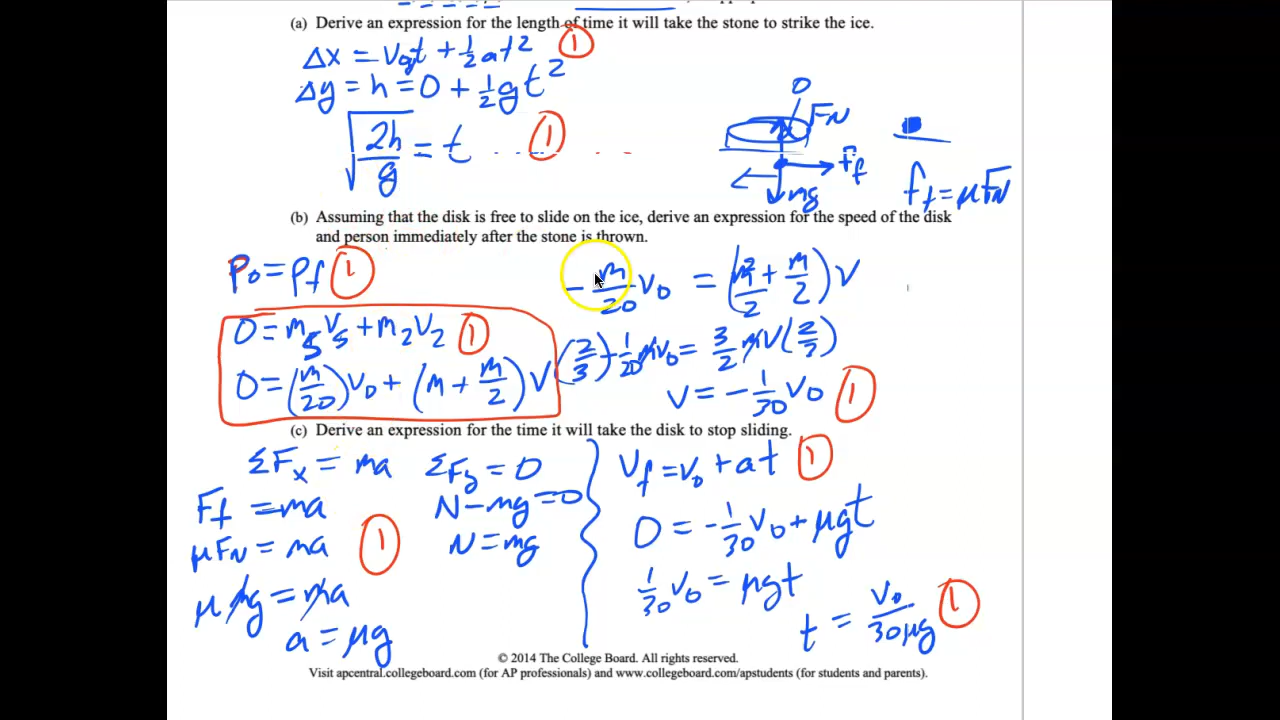 (a) Derive an expression for the length of time it will take the stone to strike the ice.
Δx = V₀t + ½at² ①
Δy = h = 0 + ½gt²
√(2h/g) = t ①
0
FN
Ff
mg
Ff = μFN
(b) Assuming that the disk is free to slide on the ice, derive an expression for the speed of the disk
and person immediately after the stone is thrown.
P₀ = Pf ①
0 = m₅V₅ + m₂V₂ ①
0 = (m/20)V₀ + (m + m/2)V
V₀ = (
+ m/2)V
- m/20
(2/3) - 1/20 mV₀ = 3/2 mV(2/3)
V = - 1/30 V₀ ①
(c) Derive an expression for the time it will take the disk to stop sliding.
ΣFx = ma
Ff = ma
μFN = ma ①
μmg = ma
a = μg
ΣFy = 0
N - mg = 0
N = mg
Vf = V₀ + at ①
0 = - 1/30 V₀ + μgt
1/30 V₀ = μgt
t = V₀/30μg ①
© 2014 The College Board. All rights reserved.
Visit apcentral.collegeboard.com (for AP professionals) and www.collegeboard.com/apstudents (for students and parents).